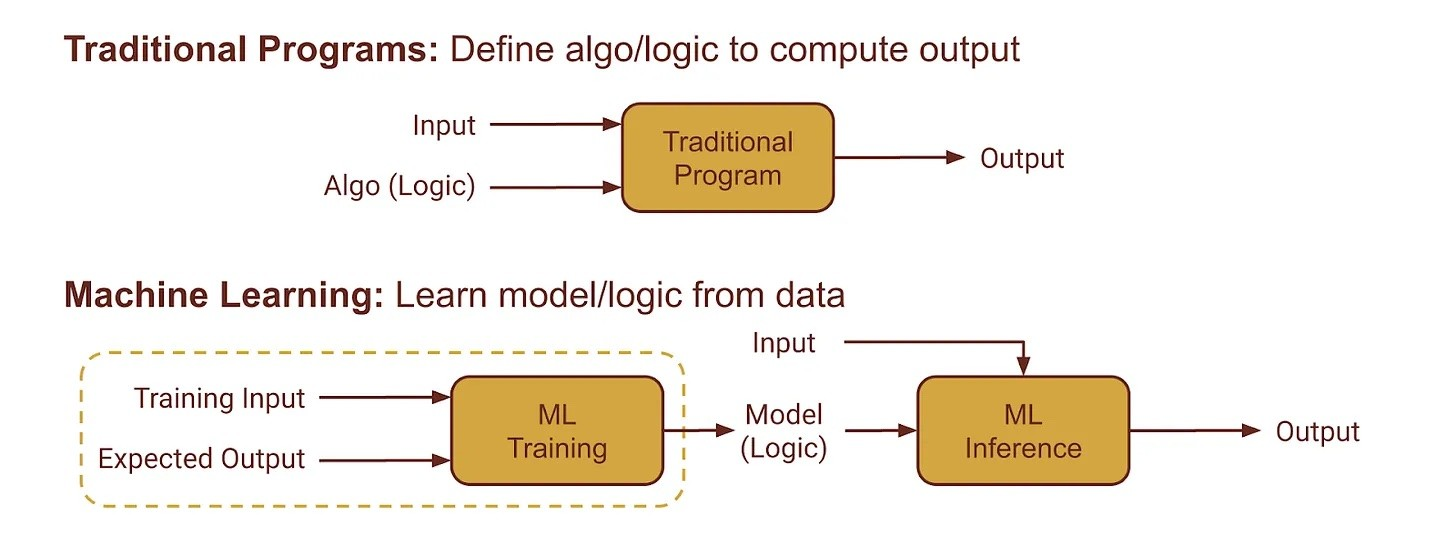 Traditional Programs: Define algo/logic to compute output
Input
Algo (Logic)
Traditional
Program
Output
Machine Learning: Learn model/logic from data
Training Input
Expected Output
ML
Training
Model
(Logic)
Input
ML
Inference
Output